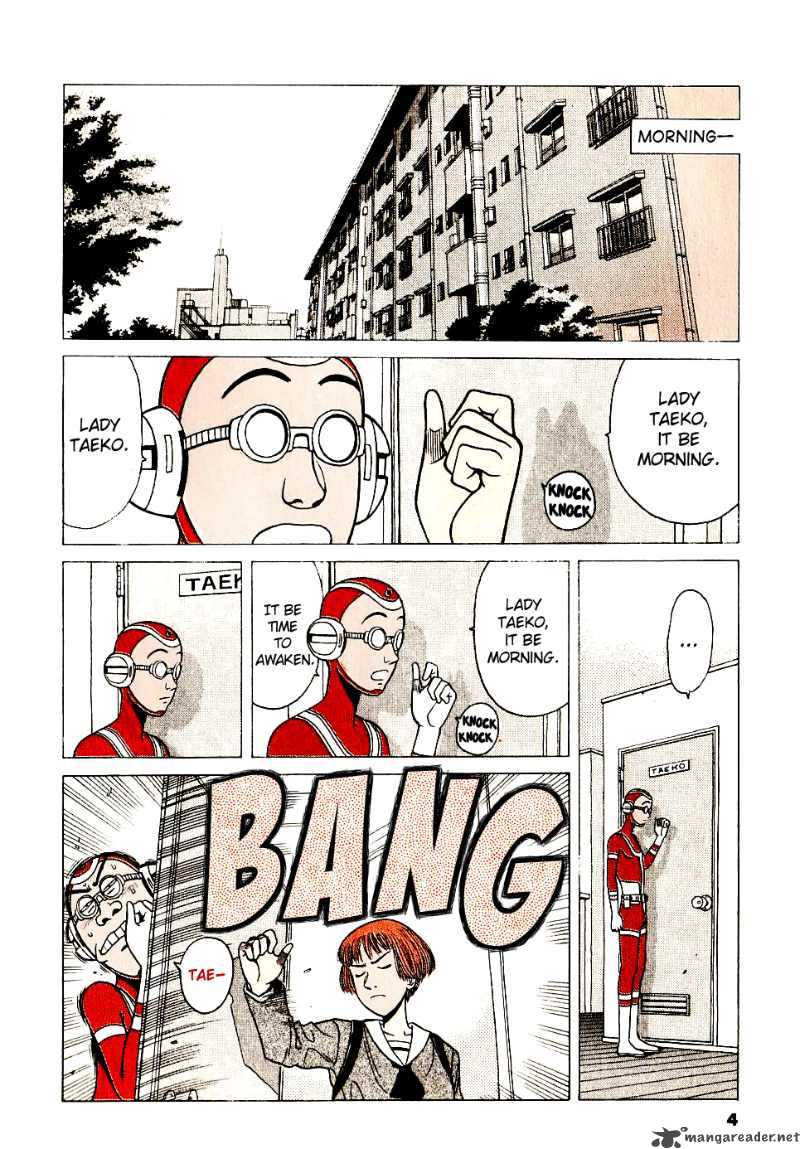 MORNING—
LADY
TAEKO,
IT BE
MORNING.
KNOCK
KNOCK
LADY
TAEKO.
...
TAEKO
LADY
TAEKO,
IT BE
MORNING.
KNOCK
KNOCK
IT BE
TIME
TO
AWAKEN.
TAEK
BANG
TAE—
4
mangareader.net